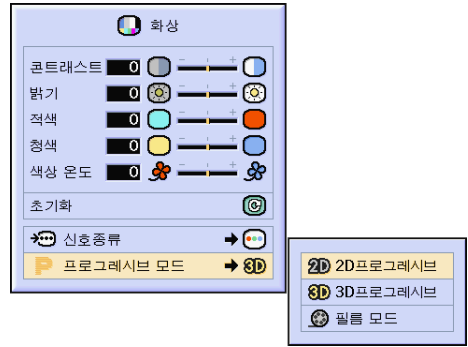 화상
콘트래스트 0
밝기 0
적색 0
청색 0
색상 온도 0
초기화
신호종류
P 프로그레시브 모드 3D
2D 2D프로그레시브
3D 3D프로그레시브
필름 모드